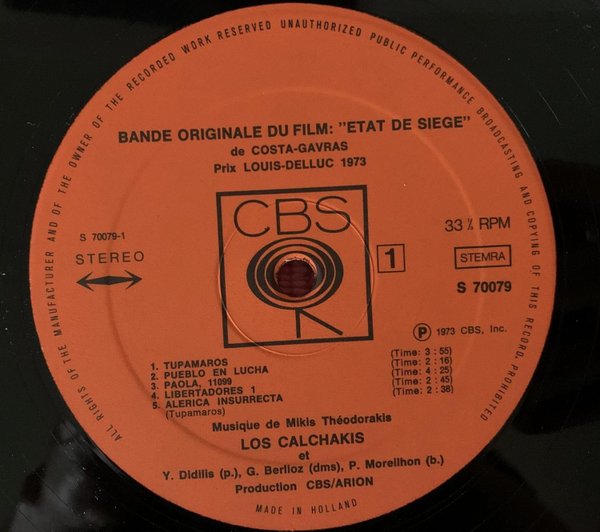 ALL RIGHTS OF THE MANUFACTURER AND OF THE OWNER OF THE RECORDED WORK RESERVED UNAUTHORIZED PUBLIC PERFORMANCE BROADCASTING AND COPYING OF THIS RECORD, PROHIBITED
BANDE ORIGINALE DU FILM: "ETAT DE SIEGE"
de COSTA-GAVRAS
Prix LOUIS-DELLUC 1973
CBS
33 ⅓ RPM
S 70079-1
STEREO
1
STEMRA
S 70079
Ⓟ 1973 CBS, Inc.
1. TUPAMAROS (Time: 3 : 55)
2. PUEBLO EN LUCHA (Time: 2 : 16)
3. PAOLA, 11099 (Time: 4 : 25)
4. LIBERTADORES 1 (Time: 2 : 45)
5. ALERICA INSURRECTA (Time: 2 : 38)
(Tupamaros)
Musique de Mikis Théodorakis
LOS CALCHAKIS
et
Y. Didilis (p.), G. Berlioz (dms), P. Moreilhon (b.)
Production CBS/ARION
MADE IN HOLLAND